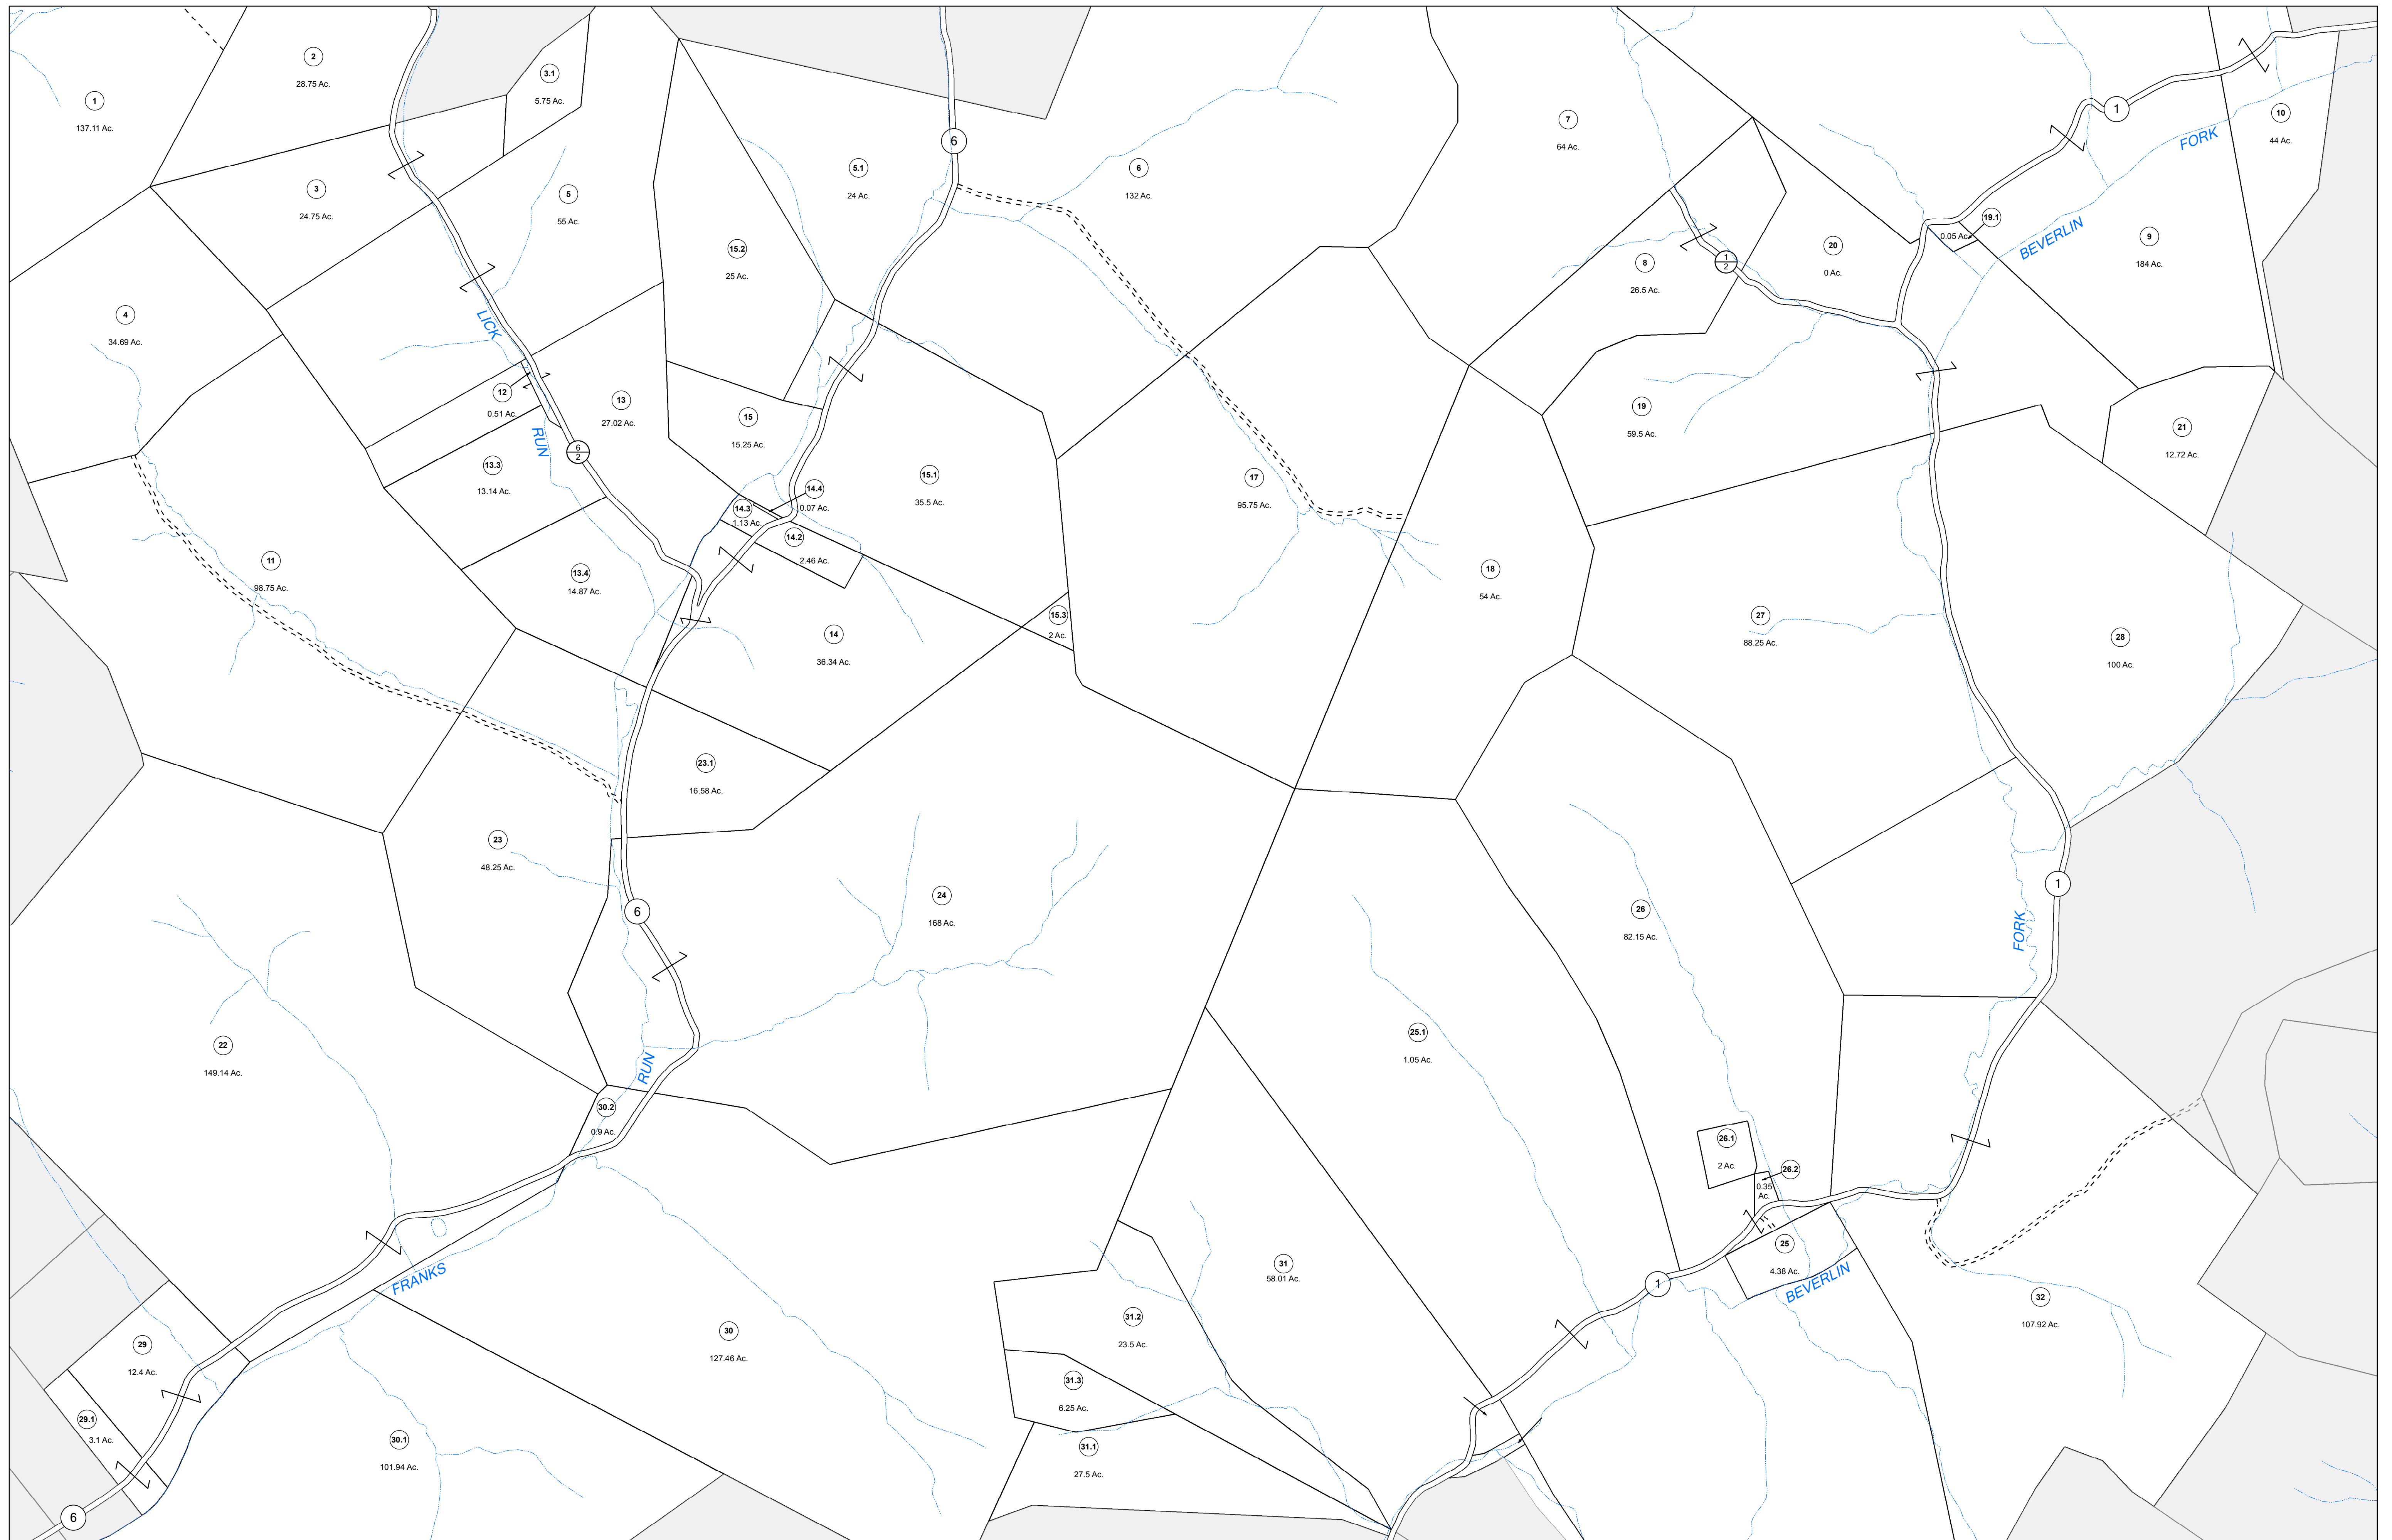 1
137.11 Ac.
2
28.75 Ac.
3.1
5.75 Ac.
3
24.75 Ac.
5
55 Ac.
4
34.69 Ac.
LICK
RUN
12
0.51 Ac.
13
27.02 Ac.
13.3
13.14 Ac.
6
2
13.4
14.87 Ac.
11
98.75 Ac.
5.1
24 Ac.
6
6
132 Ac.
15.2
25 Ac.
15
15.25 Ac.
15.1
35.5 Ac.
14.4
0.07 Ac.
14.3
1.13 Ac.
14.2
2.46 Ac.
14
36.34 Ac.
15.3
2 Ac.
17
95.75 Ac.
7
64 Ac.
8
26.5 Ac.
1
2
20
0 Ac.
19.1
0.05 Ac.
1
FORK
BEVERLIN
10
44 Ac.
9
184 Ac.
19
59.5 Ac.
21
12.72 Ac.
18
54 Ac.
27
88.25 Ac.
28
100 Ac.
23.1
16.58 Ac.
23
48.25 Ac.
6
24
168 Ac.
26
82.15 Ac.
1
FORK
22
149.14 Ac.
RUN
30.2
0.9 Ac.
25.1
1.05 Ac.
26.1
2 Ac.
26.2
0.35
Ac.
25
4.38 Ac.
1
BEVERLIN
32
107.92 Ac.
FRANKS
31
58.01 Ac.
31.2
23.5 Ac.
31.3
6.25 Ac.
31.1
27.5 Ac.
30
127.46 Ac.
29
12.4 Ac.
29.1
3.1 Ac.
30.1
101.94 Ac.
6